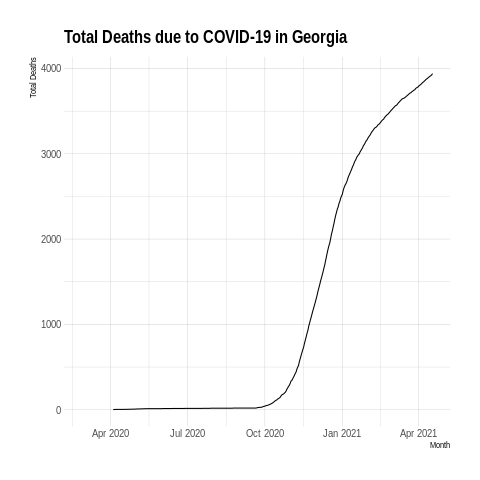 Total Deaths due to COVID-19 in Georgia
Total Deaths
4000
3000
2000
1000
0
Apr 2020 Jul 2020 Oct 2020 Jan 2021 Apr 2021
Month